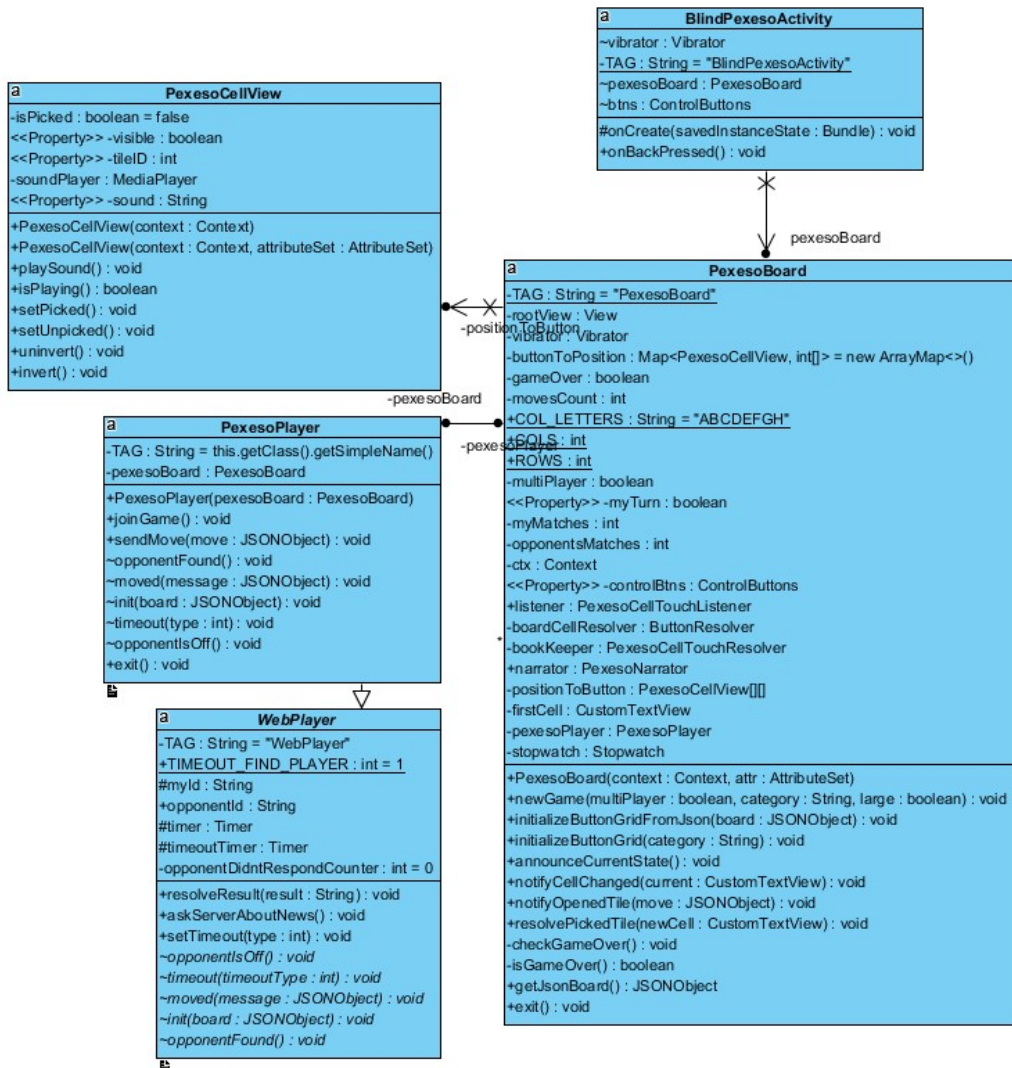 a
BlindPexesoActivity
~vibrator : Vibrator
-TAG : String = "BlindPexesoActivity"
~pexesoBoard : PexesoBoard
~btns : ControlButtons
#onCreate(savedInstanceState : Bundle) : void
+onBackPressed() : void
pexesoBoard
a
PexesoCellView
-isPicked : boolean = false
<<Property>> -visible : boolean
<<Property>> -tileID : int
-soundPlayer : MediaPlayer
<<Property>> -sound : String
+PexesoCellView(context : Context)
+PexesoCellView(context : Context, attributeSet : AttributeSet)
+playSound() : void
+isPlaying() : boolean
+setPicked() : void
+setUnpicked() : void
+uninvert() : void
+invert() : void
-positionToButton
-pexesoBoard
-pexesoPlayer
*
a
PexesoPlayer
-TAG : String = this.getClass().getSimpleName()
-pexesoBoard : PexesoBoard
+PexesoPlayer(pexesoBoard : PexesoBoard)
+joinGame() : void
+sendMove(move : JSONObject) : void
~opponentFound() : void
~moved(message : JSONObject) : void
~init(board : JSONObject) : void
~timeout(type : int) : void
~opponentIsOff() : void
+exit() : void
a
WebPlayer
-TAG : String = "WebPlayer"
+TIMEOUT_FIND_PLAYER : int = 1
#myId : String
+opponentId : String
#timer : Timer
#timeoutTimer : Timer
-opponentDidntRespondCounter : int = 0
+resolveResult(result : String) : void
+askServerAboutNews() : void
+setTimeout(type : int) : void
~opponentIsOff() : void
~timeout(timeoutType : int) : void
~moved(message : JSONObject) : void
~init(board : JSONObject) : void
~opponentFound() : void
a
PexesoBoard
-TAG : String = "PexesoBoard"
-rootView : View
-vibrator : Vibrator
-buttonToPosition : Map<PexesoCellView, int[]> = new ArrayMap<>()
-gameOver : boolean
-movesCount : int
+COL_LETTERS : String = "ABCDEFGH"
+COLS : int
+ROWS : int
-multiPlayer : boolean
<<Property>> -myTurn : boolean
-myMatches : int
-opponentsMatches : int
-ctx : Context
<<Property>> -controlBtns : ControlButtons
+listener : PexesoCellTouchListener
-boardCellResolver : ButtonResolver
-bookKeeper : PexesoCellTouchResolver
+narrator : PexesoNarrator
-positionToButton : PexesoCellView[][]
-firstCell : CustomTextView
-pexesoPlayer : PexesoPlayer
-stopwatch : Stopwatch
+PexesoBoard(context : Context, attr : AttributeSet)
+newGame(multiPlayer : boolean, category : String, large : boolean) : void
+initializeButtonGridFromJson(board : JSONObject) : void
+initializeButtonGrid(category : String) : void
+announceCurrentState() : void
+notifyCellChanged(current : CustomTextView) : void
+notifyOpenedTile(move : JSONObject) : void
+resolvePickedTile(newCell : CustomTextView) : void
-checkGameOver() : void
-isGameOver() : boolean
+getJsonBoard() : JSONObject
+exit() : void